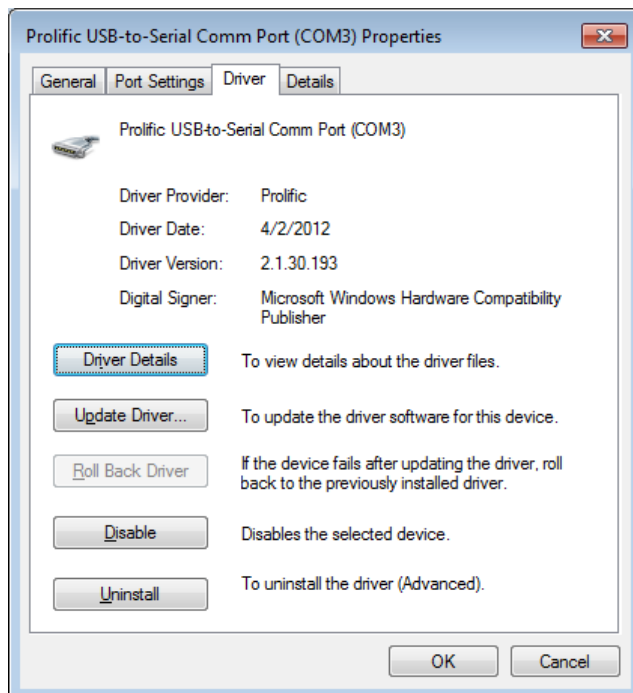 Prolific USB-to-Serial Comm Port (COM3) Properties
General Port Settings Driver Details
Prolific USB-to-Serial Comm Port (COM3)
Driver Provider: Prolific
Driver Date: 4/2/2012
Driver Version: 2.1.30.193
Digital Signer: Microsoft Windows Hardware Compatibility
Publisher
Driver Details To view details about the driver files.
Update Driver... To update the driver software for this device.
Roll Back Driver If the device fails after updating the driver, roll
back to the previously installed driver.
Disable Disables the selected device.
Uninstall To uninstall the driver (Advanced).
OK Cancel